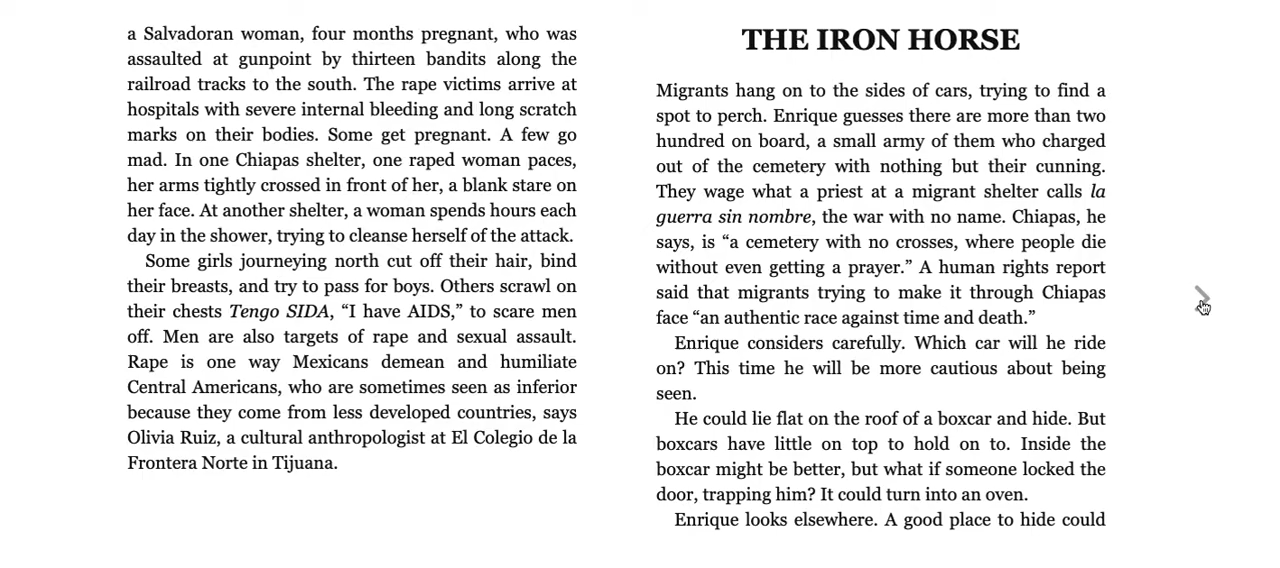 a Salvadoran woman, four months pregnant, who was
assaulted at gunpoint by thirteen bandits along the
railroad tracks to the south. The rape victims arrive at
hospitals with severe internal bleeding and long scratch
marks on their bodies. Some get pregnant. A few go
mad. In one Chiapas shelter, one raped woman paces,
her arms tightly crossed in front of her, a blank stare on
her face. At another shelter, a woman spends hours each
day in the shower, trying to cleanse herself of the attack.
Some girls journeying north cut off their hair, bind
their breasts, and try to pass for boys. Others scrawl on
their chests Tengo SIDA, “I have AIDS,” to scare men
off. Men are also targets of rape and sexual assault.
Rape is one way Mexicans demean and humiliate
Central Americans, who are sometimes seen as inferior
because they come from less developed countries, says
Olivia Ruiz, a cultural anthropologist at El Colegio de la
Frontera Norte in Tijuana.
THE IRON HORSE
Migrants hang on to the sides of cars, trying to find a
spot to perch. Enrique guesses there are more than two
hundred on board, a small army of them who charged
out of the cemetery with nothing but their cunning.
They wage what a priest at a migrant shelter calls la
guerra sin nombre, the war with no name. Chiapas, he
says, is “a cemetery with no crosses, where people die
without even getting a prayer.” A human rights report
said that migrants trying to make it through Chiapas
face “an authentic race against time and death.”
Enrique considers carefully. Which car will he ride
on? This time he will be more cautious about being
seen.
He could lie flat on the roof of a boxcar and hide. But
boxcars have little on top to hold on to. Inside the
boxcar might be better, but what if someone locked the
door, trapping him? It could turn into an oven.
Enrique looks elsewhere. A good place to hide could